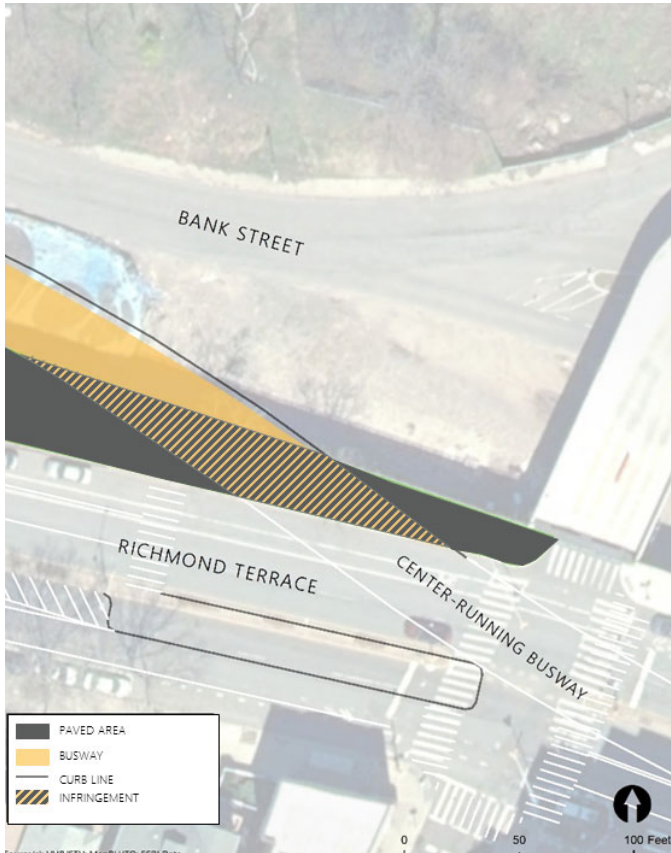 BANK STREET
RICHMOND TERRACE
CENTER-RUNNING BUSWAY
PAVED AREA
BUSWAY
CURB LINE
INFRINGEMENT
0 50 100 Feet